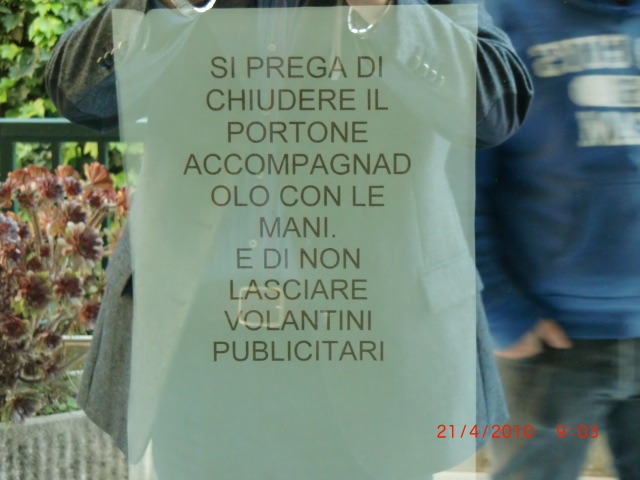 SI PREGA DI
CHIUDERE IL
PORTONE
ACCOMPAGNAD
OLO CON LE
MANI.
E DI NON
LASCIARE
VOLANTINI
PUBLICITARI
21/4/2010 9:03